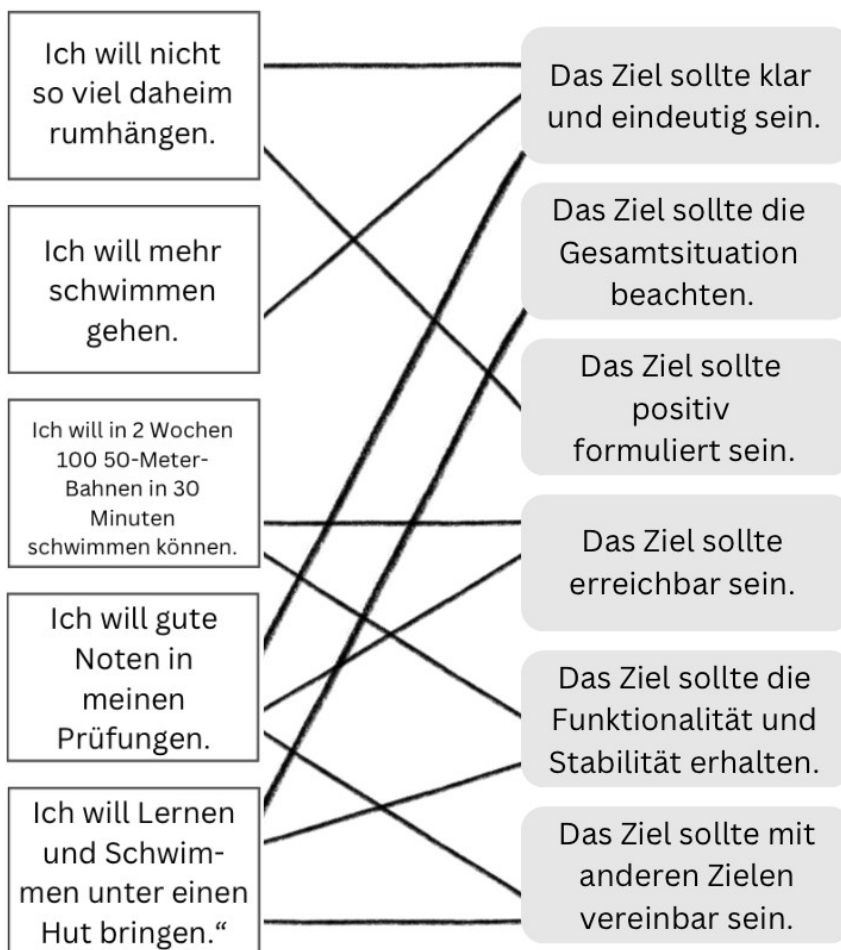 Ich will nicht
so viel daheim
rumhängen.
Ich will mehr
schwimmen
gehen.
Ich will in 2 Wochen
100 50-Meter-
Bahnen in 30
Minuten
schwimmen können.
Ich will gute
Noten in
meinen
Prüfungen.
Ich will Lernen
und Schwim-
men unter einen
Hut bringen.“
Das Ziel sollte klar
und eindeutig sein.
Das Ziel sollte die
Gesamtsituation
beachten.
Das Ziel sollte
positiv
formuliert sein.
Das Ziel sollte
erreichbar sein.
Das Ziel sollte die
Funktionalität und
Stabilität erhalten.
Das Ziel sollte mit
anderen Zielen
vereinbar sein.